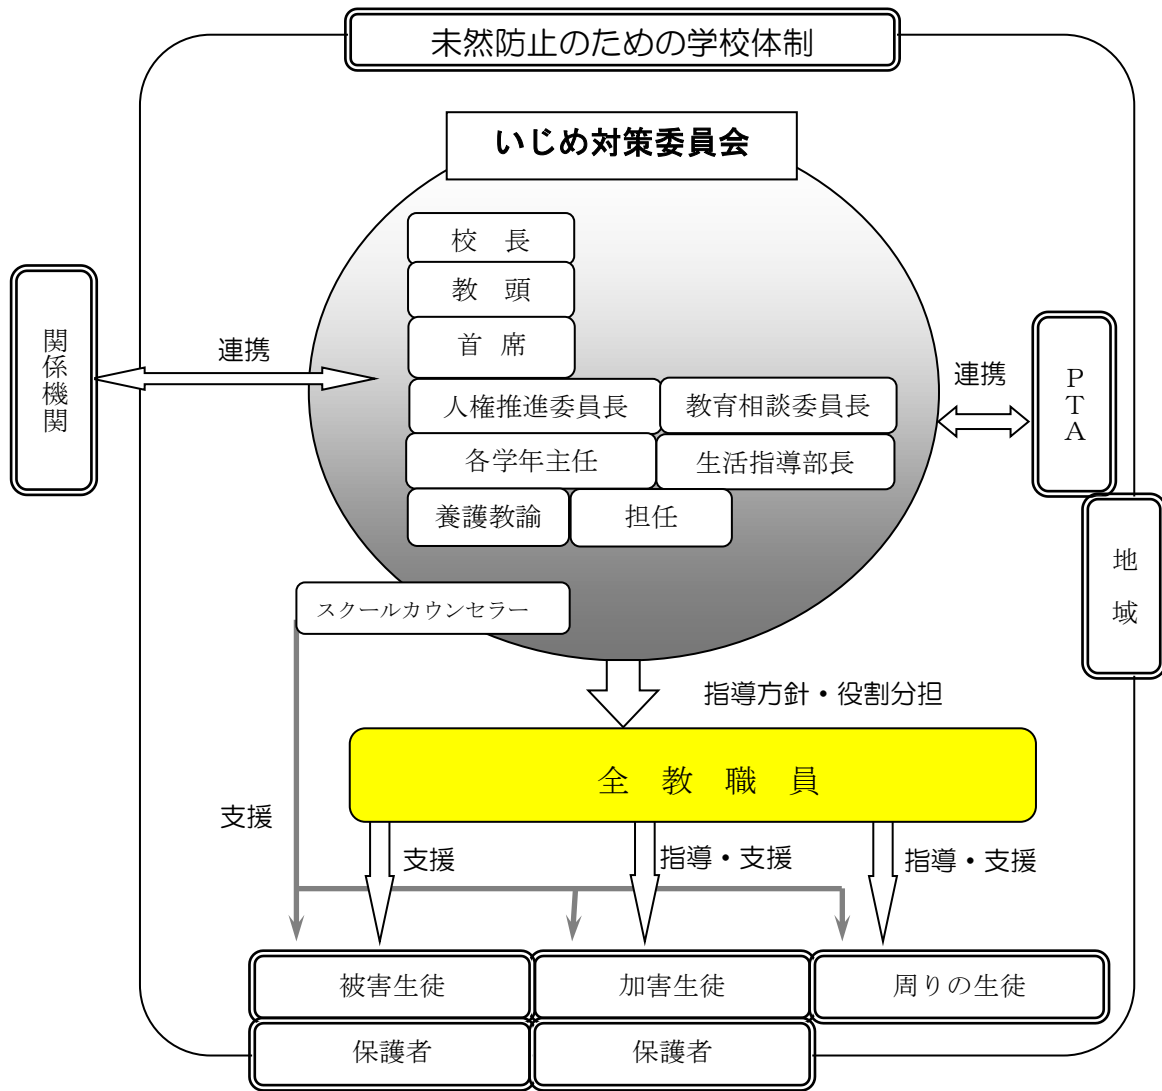 未然防止のための学校体制
いじめ対策委員会
校 長
教 頭
首 席
人権推進委員長
教育相談委員長
各学年主任
生活指導部長
養護教諭
担任
スクールカウンセラー
関係機関
連携
連携
PTA
地域
指導方針・役割分担
全 教 職 員
支援
支援
指導・支援
指導・支援
被害生徒
加害生徒
周りの生徒
保護者
保護者